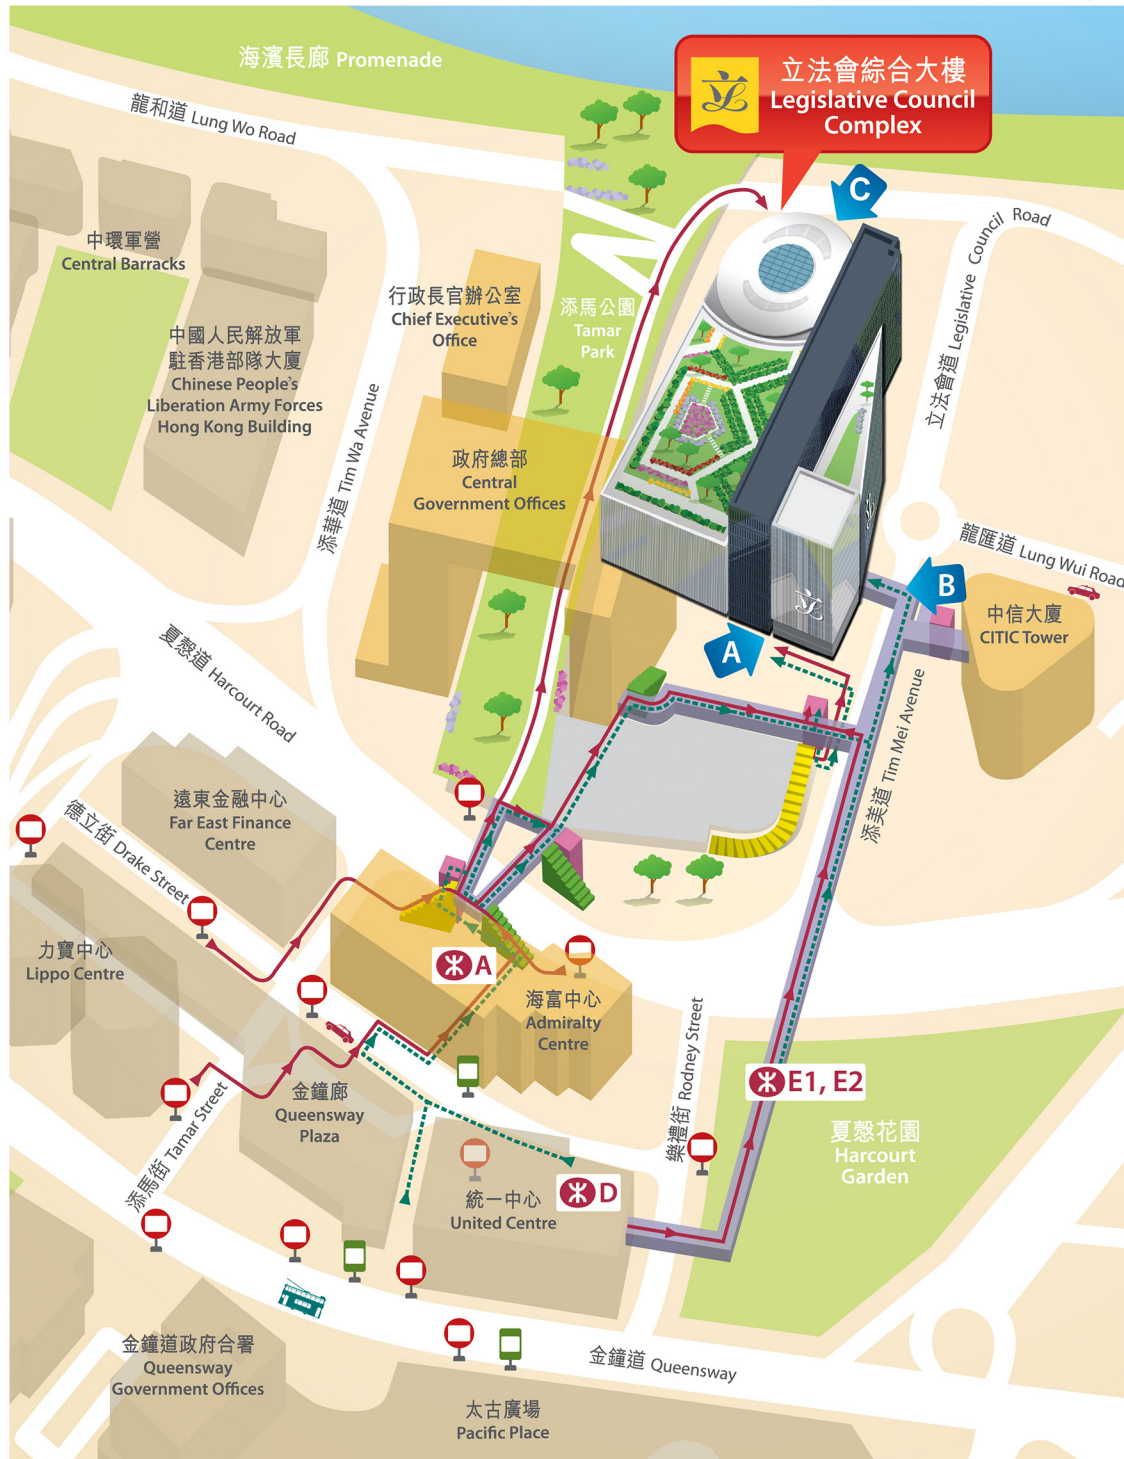 海濱長廊 Promenade
立法會綜合大樓
Legislative Council
Complex
龍和道 Lung Wo Road
C
立法會道 Legislative Council Road
中環軍營
Central Barracks
行政長官辦公室
Chief Executive's
Office
添馬公園
Tamar
Park
中國人民解放軍
駐香港部隊大廈
Chinese People's
Liberation Army Forces
Hong Kong Building
添華道 Tim Wa Avenue
政府總部
Central
Government Offices
龍匯道 Lung Wui Road
B
中信大廈
CITIC Tower
A
夏慤道 Harcourt Road
添美道 Tim Mei Avenue
遠東金融中心
Far East Finance
Centre
德立街 Drake Street
力寶中心
Lippo Centre
A
海富中心
Admiralty
Centre
樂禮街 Rodney Street
E1, E2
金鐘廊
Queensway
Plaza
夏慤花園
Harcourt
Garden
添馬街 Tamar Street
D
統一中心
United Centre
金鐘道政府合署
Queensway
Government Offices
金鐘道 Queensway
太古廣場
Pacific Place